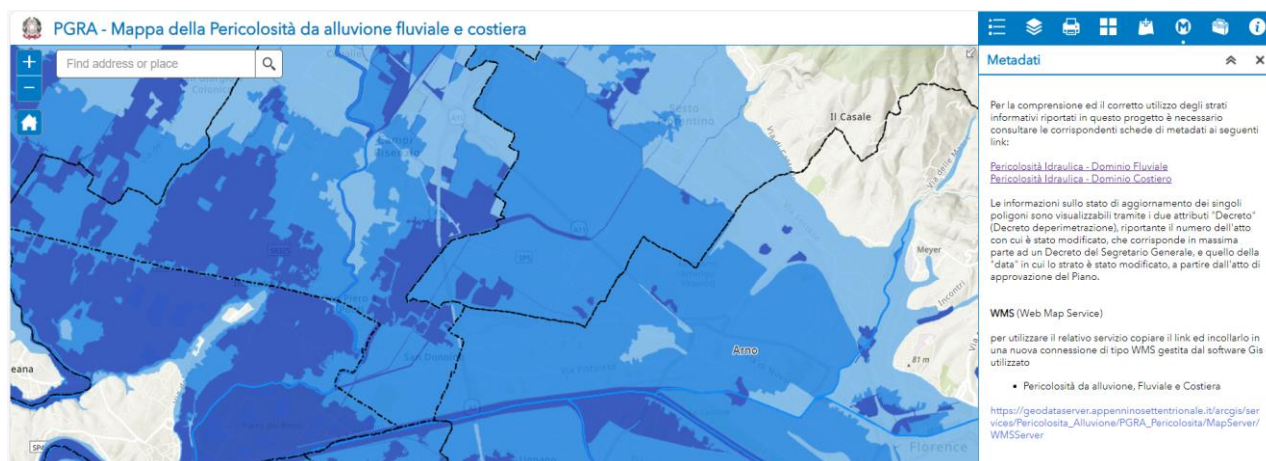 PGRA - Mappa della Pericolosità da alluvione fluviale e costiera
+
Find address or place
−
Colonica
Sesto
Fiorentino
Il Casale
A11
Meyer
Incontri
San Donnino
Arno
81 m
Florence
Metadati
Per la comprensione ed il corretto utilizzo degli strati
informativi riportati in questo progetto è necessario
consultare le corrispondenti schede di metadati ai seguenti
link:
Pericolosità Idraulica - Dominio Fluviale
Pericolosità Idraulica - Dominio Costiero
Le informazioni sullo stato di aggiornamento dei singoli
poligoni sono visualizzabili tramite i due attributi "Decreto"
(Decreto deperimetrazione), riportante il numero dell'atto
con cui è stato modificato, che corrisponde in massima
parte ad un Decreto del Segretario Generale, e quello della
"data" in cui lo strato è stato modificato, a partire dall'atto di
approvazione del Piano.
WMS (Web Map Service)
per utilizzare il relativo servizio copiare il link ed incollarlo in
una nuova connessione di tipo WMS gestita dal software Gis
utilizzato
• Pericolosità da alluvione, Fluviale e Costiera
https://geodataserver.appenninosettentrionale.it/arcgis/ser
vices/Pericolosita_Alluvione/PGRA_Pericolosita/MapServer/
WMSServer